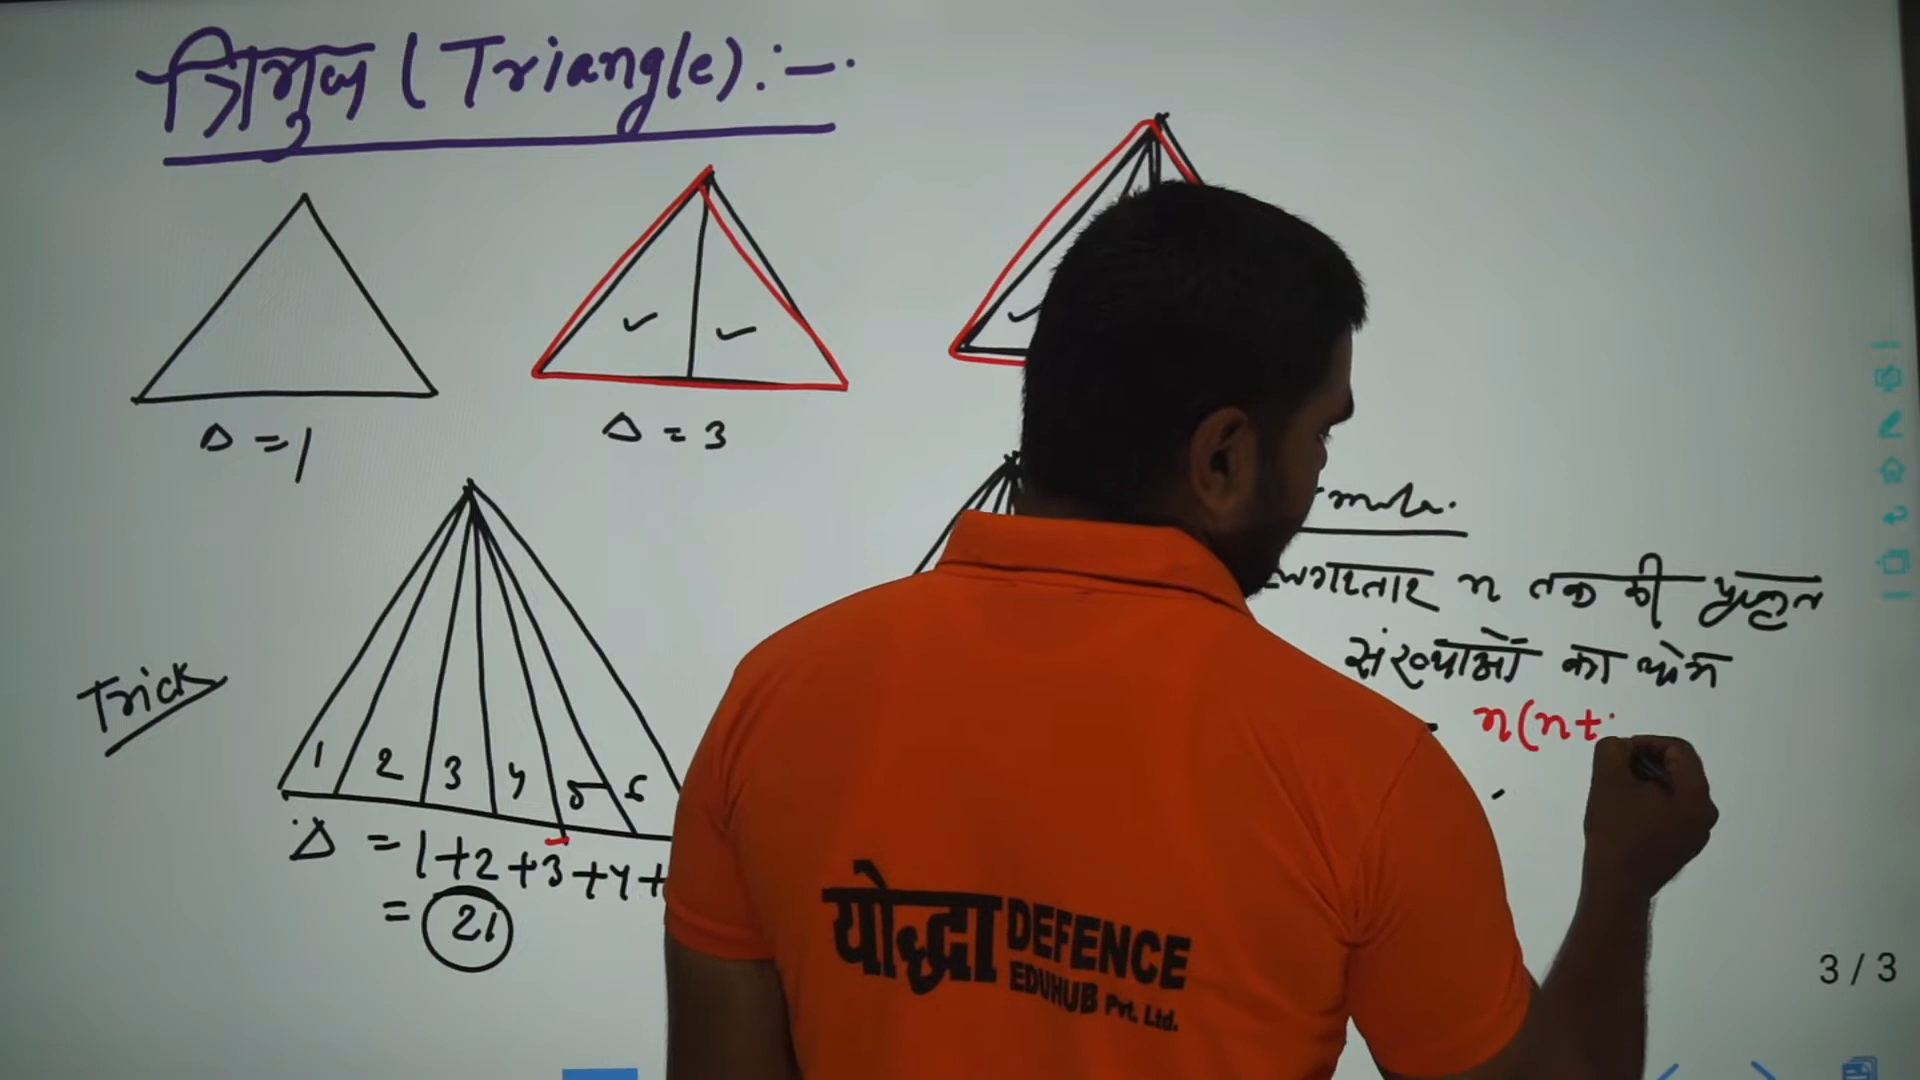 त्रिभुज (Triangle) :-
Δ = 1
Δ = 3
Trick
1 2 3 4 5 6
Δ = 1+2+3+4+
= 21
n तक की प्राकृत
संख्याओं का योग
n(n+
योद्धा DEFENCE
EDUHUB Pvt. Ltd.
3 / 3